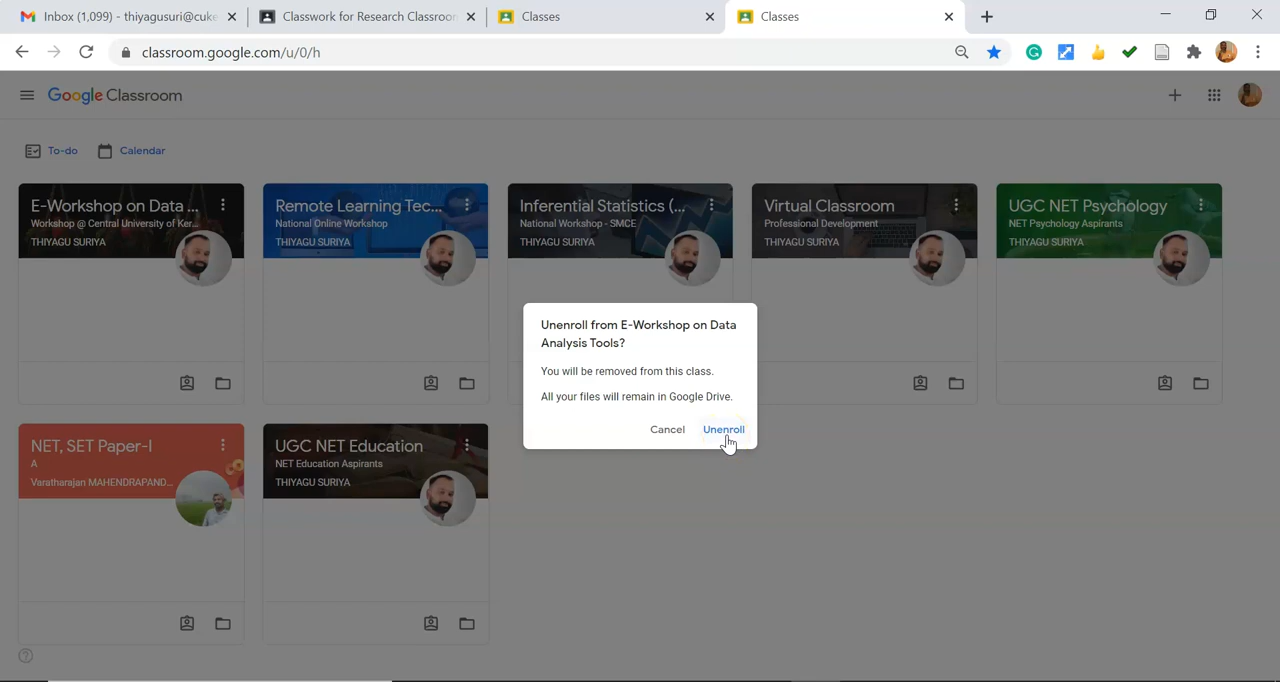 Inbox (1,099) - thiyagusuri@cuke
Classwork for Research Classroom
Classes
Classes
classroom.google.com/u/0/h
Google Classroom
To-do
Calendar
E-Workshop on Data ...
Workshop @ Central University of Ker...
THIYAGU SURIYA
Remote Learning Tec...
National Online Workshop
THIYAGU SURIYA
Inferential Statistics (...
National Workshop - SMCE
THIYAGU SURIYA
Virtual Classroom
Professional Development
THIYAGU SURIYA
UGC NET Psychology
NET Psychology Aspirants
THIYAGU SURIYA
Unenroll from E-Workshop on Data
Analysis Tools?
You will be removed from this class.
All your files will remain in Google Drive.
Cancel
Unenroll
NET, SET Paper-I
A
Varatharajan MAHENDRAPAND...
UGC NET Education
NET Education Aspirants
THIYAGU SURIYA